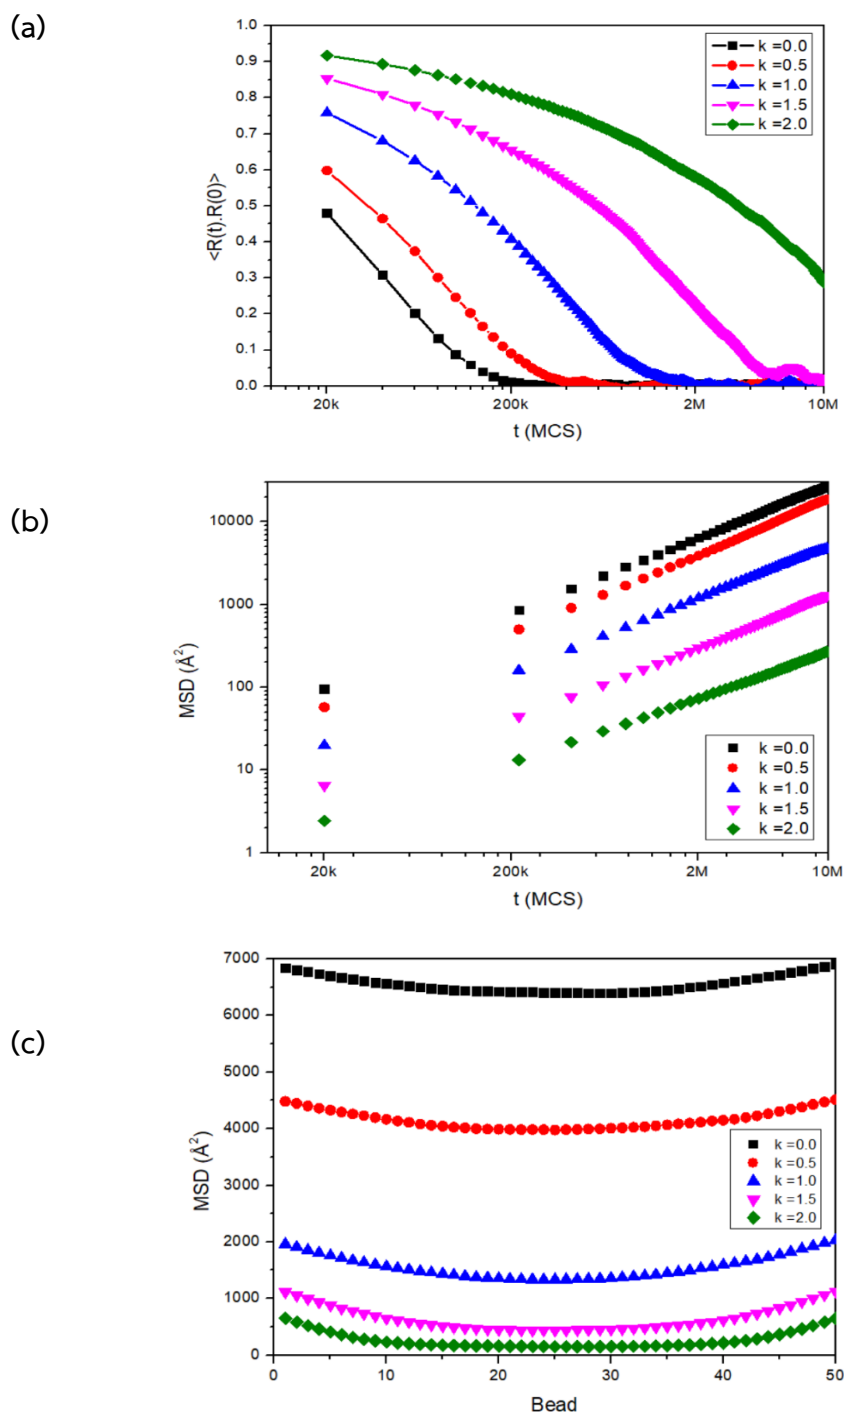 (a)
1.0
0.9
0.8
0.7
0.6
0.5
0.4
0.3
0.2
0.1
0.0
<R(t).R(0)>
k =0.0
k =0.5
k =1.0
k =1.5
k =2.0
20k
200k
2M
10M
t (MCS)
(b)
10000
1000
100
10
1
MSD (Å²)
k =0.0
k =0.5
k =1.0
k =1.5
k =2.0
20k
200k
2M
10M
t (MCS)
(c)
7000
6000
5000
4000
3000
2000
1000
0
MSD (Å²)
k =0.0
k =0.5
k =1.0
k =1.5
k =2.0
0
10
20
30
40
50
Bead